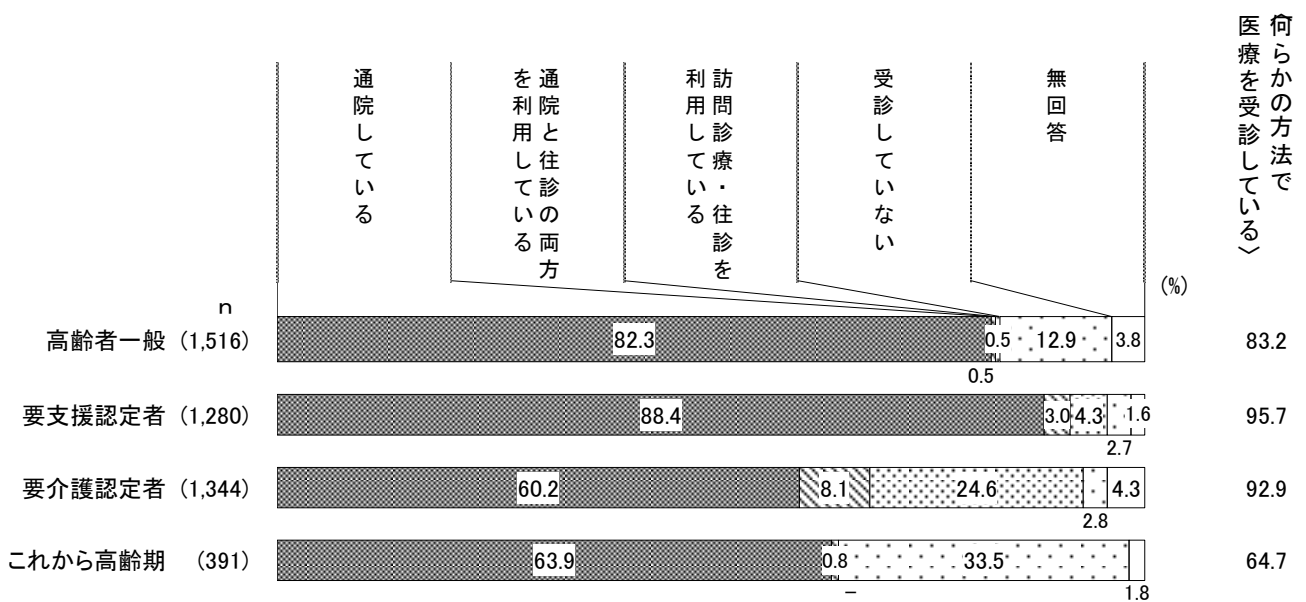 何らかの方法で
医療を受診している〉
通院している
通院と往診の両方
を利用している
訪問診療・往診を
利用している
受診していない
無回答
(%)
n
高齢者一般 (1,516) 82.3 0.5 12.9 3.8 83.2
0.5
要支援認定者 (1,280) 88.4 3.0 4.3 1.6 95.7
2.7
要介護認定者 (1,344) 60.2 8.1 24.6 4.3 92.9
2.8
これから高齢期 (391) 63.9 0.8 33.5 64.7
– 1.8